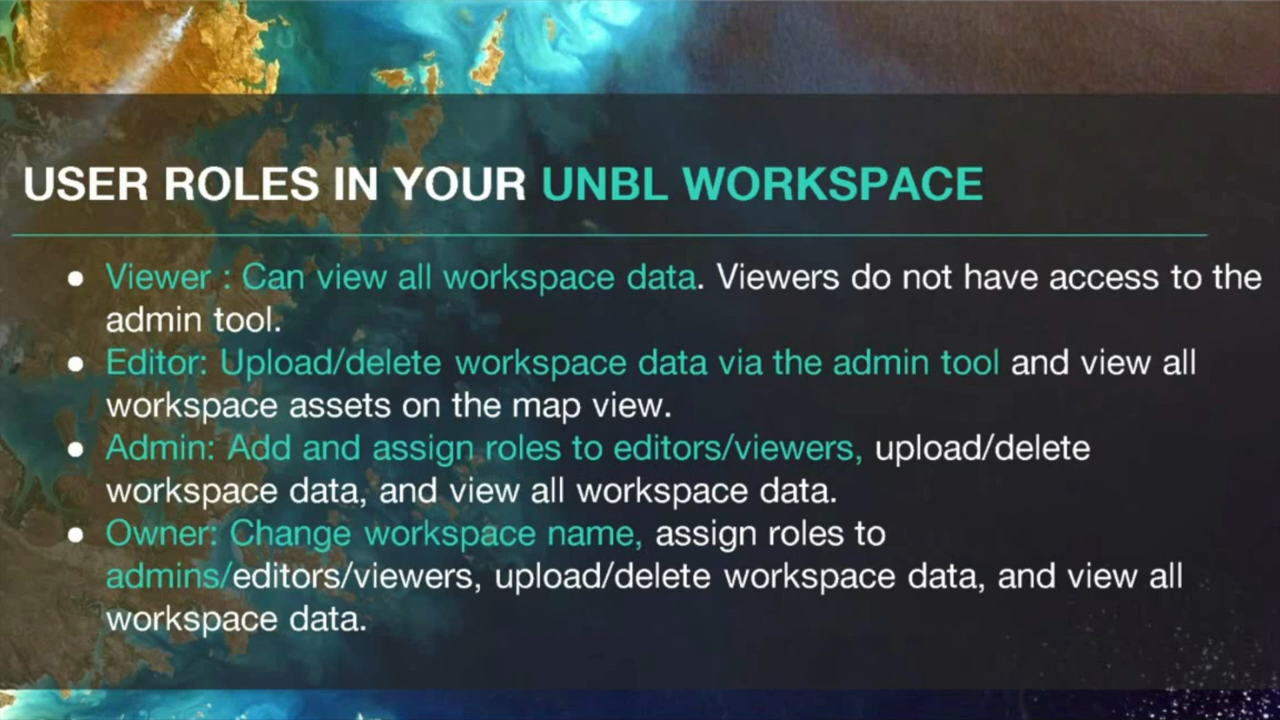 USER ROLES IN YOUR UNBL WORKSPACE
● Viewer : Can view all workspace data. Viewers do not have access to the
admin tool.
● Editor: Upload/delete workspace data via the admin tool and view all
workspace assets on the map view.
● Admin: Add and assign roles to editors/viewers, upload/delete
workspace data, and view all workspace data.
● Owner: Change workspace name, assign roles to
admins/editors/viewers, upload/delete workspace data, and view all
workspace data.